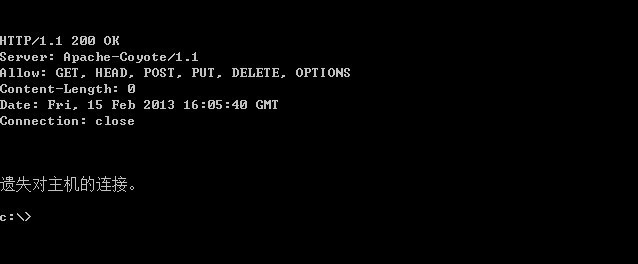 HTTP/1.1 200 OK
Server: Apache-Coyote/1.1
Allow: GET, HEAD, POST, PUT, DELETE, OPTIONS
Content-Length: 0
Date: Fri, 15 Feb 2013 16:05:40 GMT
Connection: close
遗失对主机的连接。
c:\>